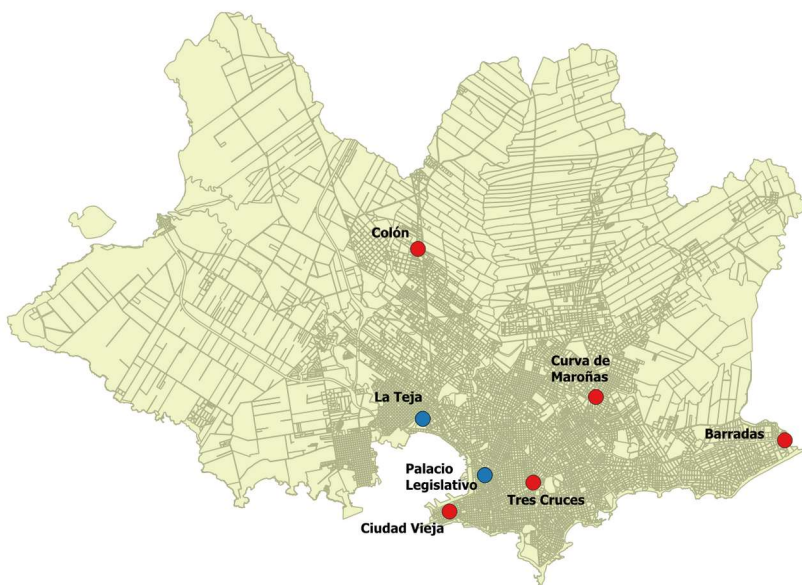 Colón
Curva de
Maroñas
La Teja
Barradas
Palacio
Legislativo
Tres Cruces
Ciudad Vieja